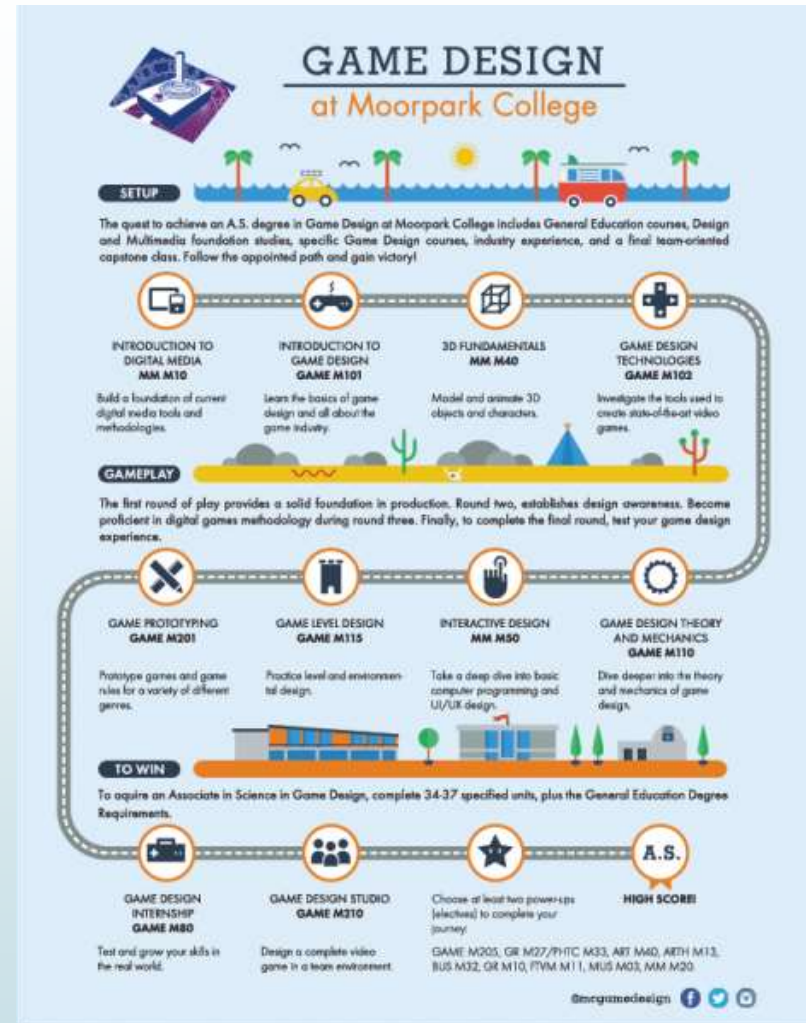 GAME DESIGN
at Moorpark College
SETUP
The quest to achieve an A.S. degree in Game Design at Moorpark College includes General Education courses, Design
and Multimedia foundation studies, specific Game Design courses, industry experience, and a final team-oriented
capstone class. Follow the appointed path and gain victory!
INTRODUCTION TO
DIGITAL MEDIA
MM M10
Build a foundation of current
digital media tools and
methodologies.
INTRODUCTION TO
GAME DESIGN
GAME M101
Learn the basics of game
design and all about the
game industry.
3D FUNDAMENTALS
MM M40
Model and animate 3D
objects and characters.
GAME DESIGN
TECHNOLOGIES
GAME M102
Investigate the tools used to
create state-of-the-art video
games.
GAMEPLAY
The first round of play provides a solid foundation in production. Round two, establishes design awareness. Become
proficient in digital games methodology during round three. Finally, to complete the final round, test your game design
experience.
GAME PROTOTYPING
GAME M201
Prototype games and game
rules for a variety of different
genres.
GAME LEVEL DESIGN
GAME M115
Practice level and environmen-
tal design.
INTERACTIVE DESIGN
MM M50
Take a deep dive into basic
computer programming and
UI/UX design.
GAME DESIGN THEORY
AND MECHANICS
GAME M110
Dive deeper into the theory
and mechanics of game
design.
TO WIN
To aquire an Associate in Science in Game Design, complete 34-37 specified units, plus the General Education Degree
Requirements.
GAME DESIGN
INTERNSHIP
GAME M80
Test and grow your skills in
the real world.
GAME DESIGN STUDIO
GAME M210
Design a complete video
game in a team environment.
Choose at least two power-ups
(electives) to complete your
journey.
GAME M205, GR M27/PHTC M33, ART M40, ARTH M13,
BUS M32, GR M10, FTVM M11, MUS M03, MM M20
A.S.
HIGH SCORE!
@mcgamedesign